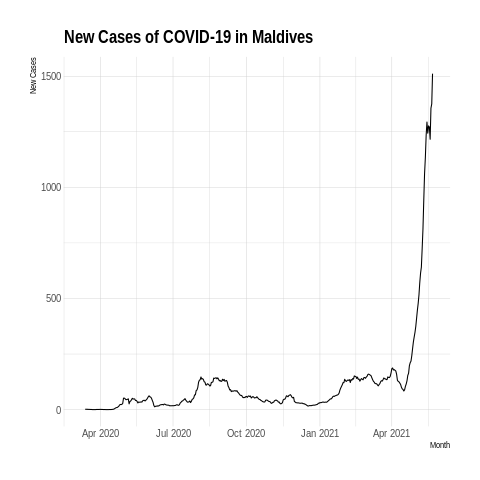 New Cases of COVID-19 in Maldives
New Cases
1500
1000
500
0
Apr 2020 Jul 2020 Oct 2020 Jan 2021 Apr 2021
Month